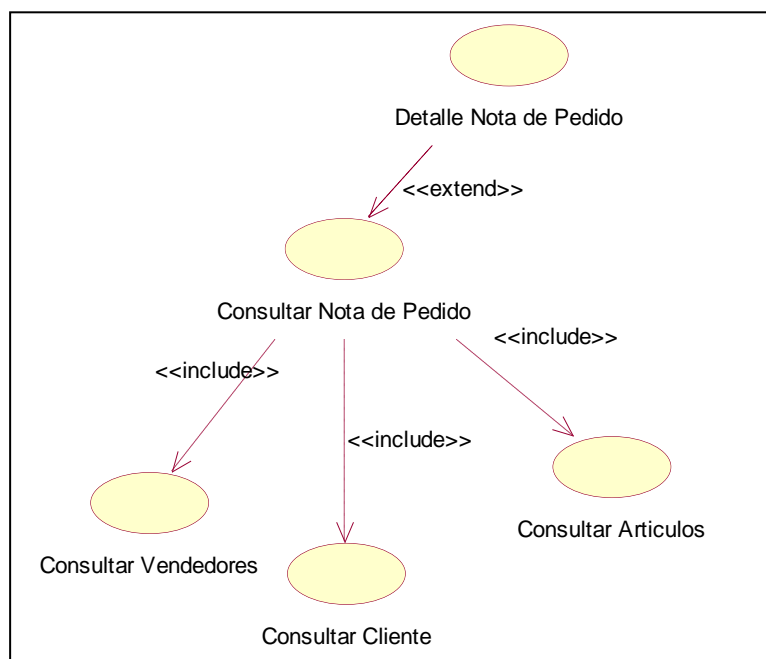 Detalle Nota de Pedido
<<extend>>
Consultar Nota de Pedido
<<include>>
<<include>>
<<include>>
Consultar Articulos
Consultar Vendedores
Consultar Cliente